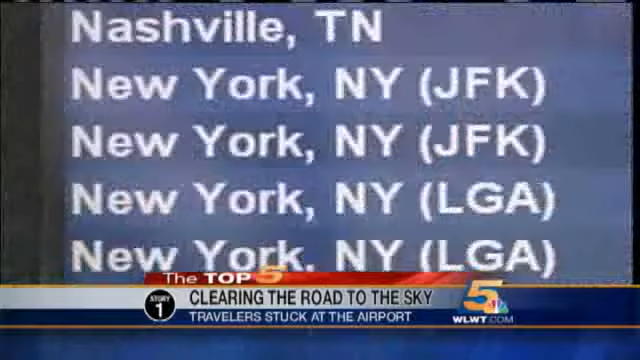 Nashville, TN
New York, NY (JFK)
New York, NY (JFK)
New York, NY (LGA)
New York, NY (LGA)
The TOP 5
STORY 1
CLEARING THE ROAD TO THE SKY
TRAVELERS STUCK AT THE AIRPORT
5
WLWT.COM